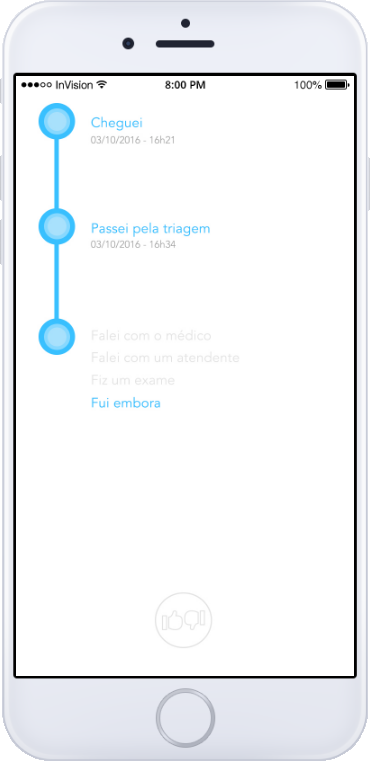 InVision
8:00 PM
100%
Cheguei
03/10/2016 - 16h21
Passei pela triagem
03/10/2016 - 16h34
Falei com o médico
Falei com um atendente
Fiz um exame
Fui embora